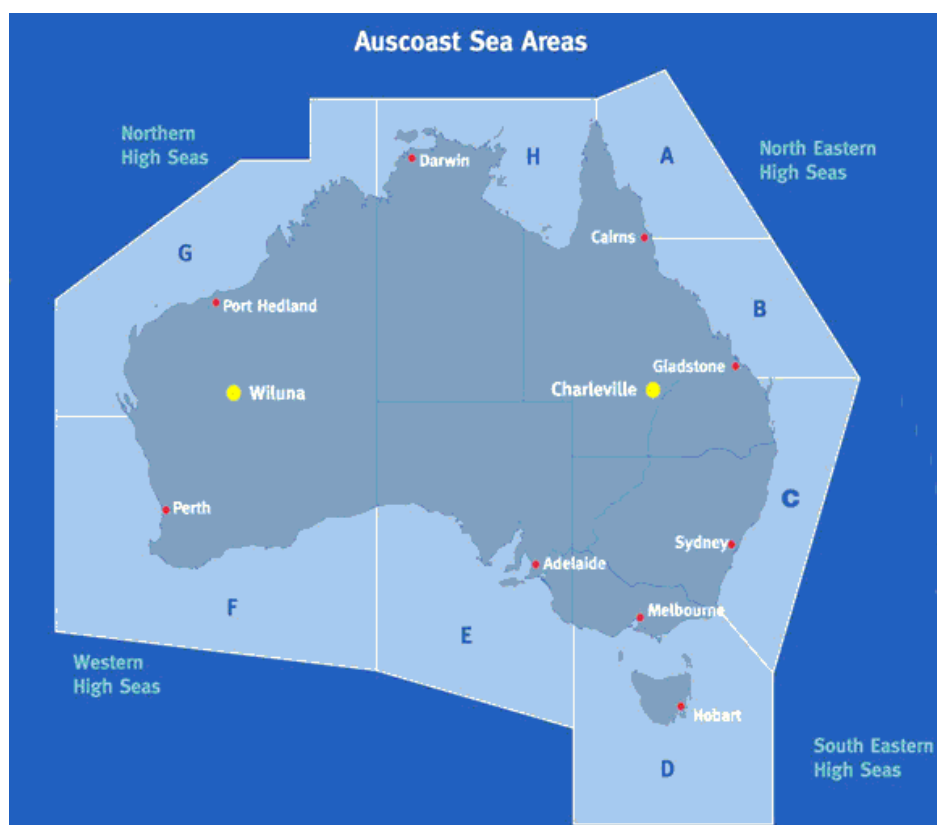 Auscoast Sea Areas
Northern
High Seas
North Eastern
High Seas
A
H
Darwin
Cairns
G
Port Hedland
B
Gladstone
Wiluna
Charleville
C
Perth
Sydney
Adelaide
F
E
Melbourne
Western
High Seas
Hobart
D
South Eastern
High Seas